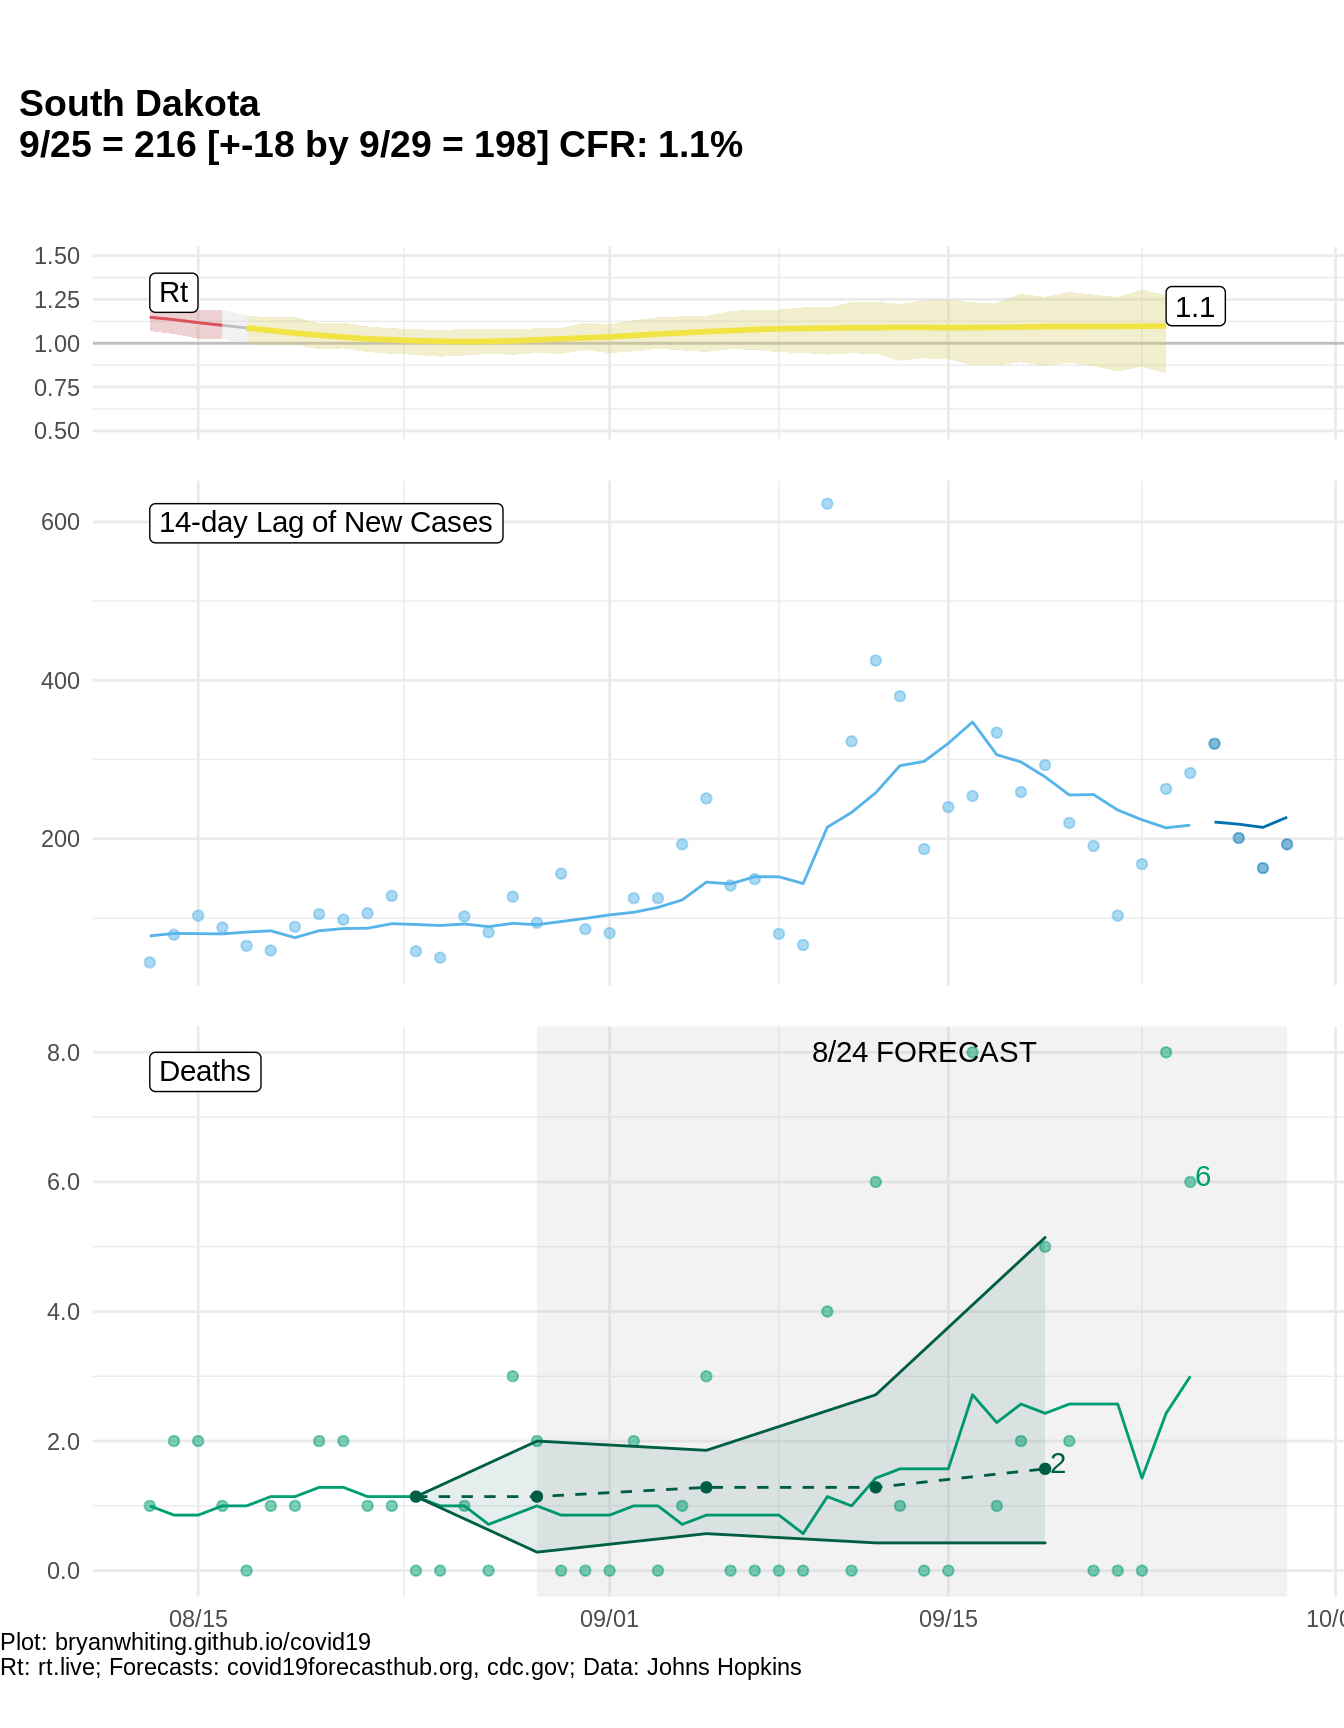 South Dakota
9/25 = 216 [+-18 by 9/29 = 198] CFR: 1.1%
1.50
1.25
1.00
0.75
0.50
Rt
1.1
600
400
200
14-day Lag of New Cases
8.0
6.0
4.0
2.0
0.0
Deaths
8/24 FORECAST
6
2
08/15
09/01
09/15
Plot: bryanwhiting.github.io/covid19
Rt: rt.live; Forecasts: covid19forecasthub.org, cdc.gov; Data: Johns Hopkins